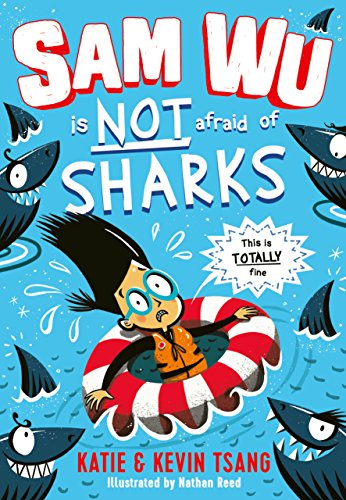 SAM WU
is NOT afraid of
SHARKS
This is
TOTALLY
fine
KATIE & KEVIN TSANG
Illustrated by Nathan Reed